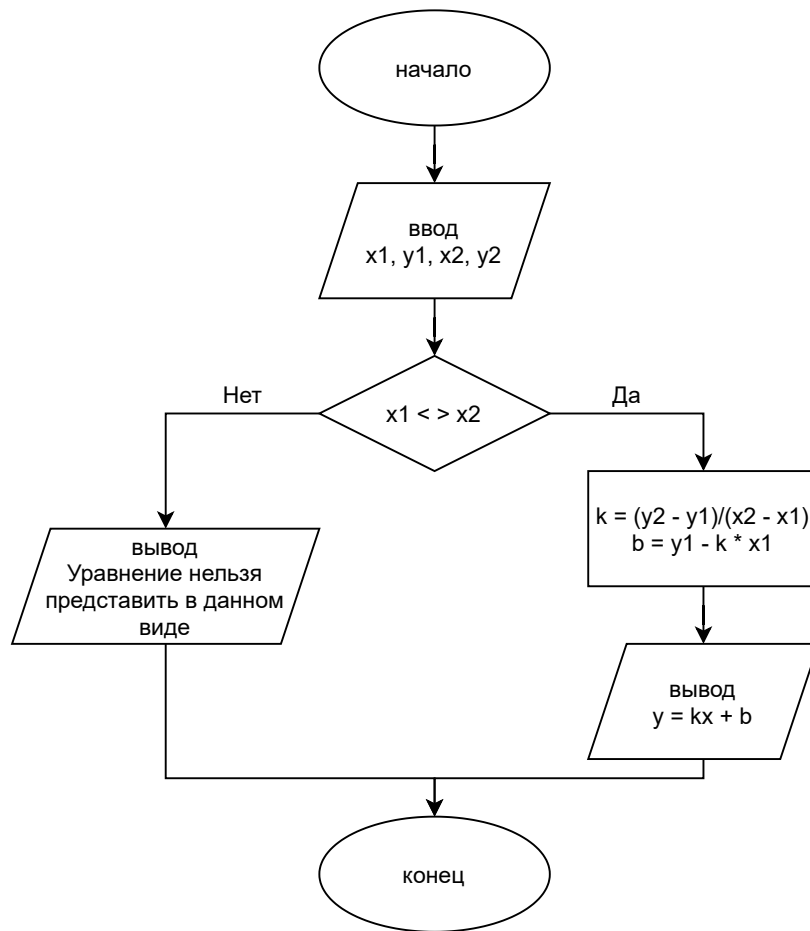 начало
ввод
x1, y1, x2, y2
x1 < > x2
Нет
Да
вывод
Уравнение нельзя
представить в данном
виде
k = (y2 - y1)/(x2 - x1)
b = y1 - k * x1
вывод
y = kx + b
конец